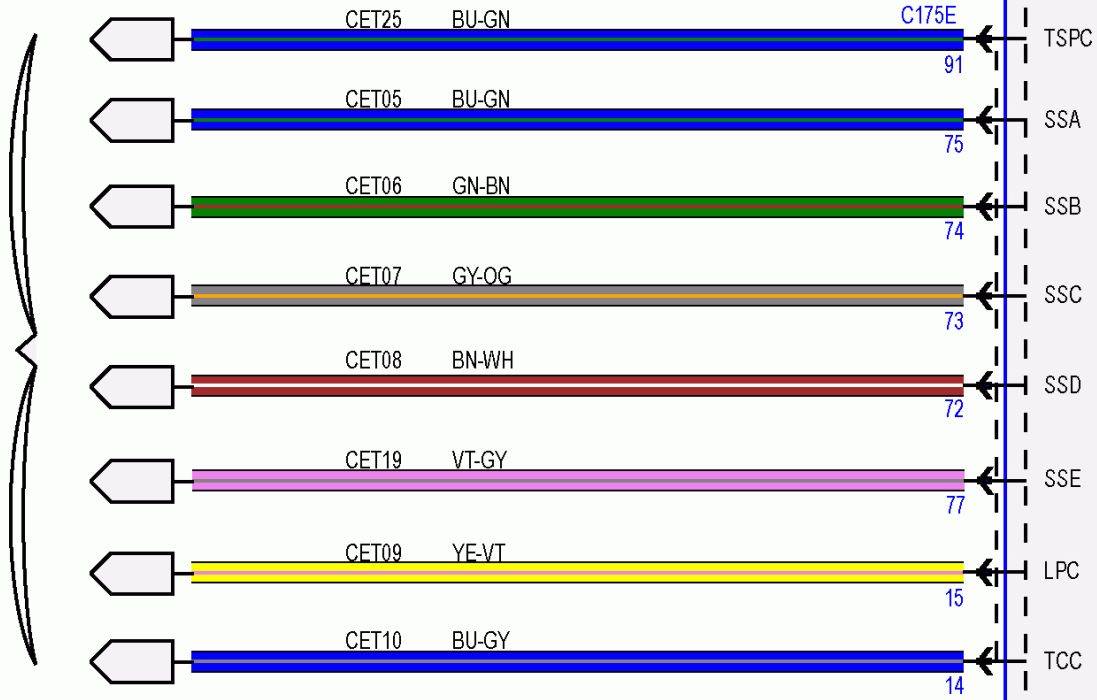 CET25 BU-GN C175E TSPC
91
CET05 BU-GN SSA
75
CET06 GN-BN SSB
74
CET07 GY-OG SSC
73
CET08 BN-WH SSD
72
CET19 VT-GY SSE
77
CET09 YE-VT LPC
15
CET10 BU-GY TCC
14